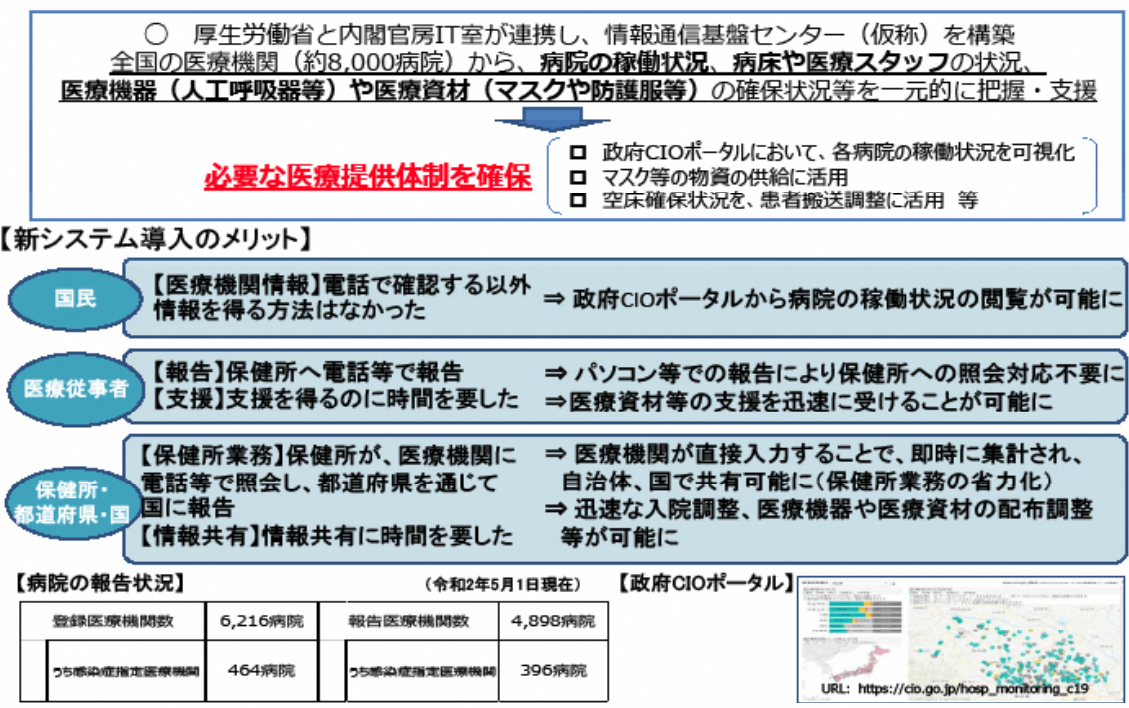 ○ 厚生労働省と内閣官房IT室が連携し、情報通信基盤センター（仮称）を構築
全国の医療機関（約8,000病院）から、病院の稼働状況、病床や医療スタッフの状況、
医療機器（人工呼吸器等）や医療資材（マスクや防護服等）の確保状況等を一元的に把握・支援
必要な医療提供体制を確保
政府CIOポータルにおいて、各病院の稼働状況を可視化
マスク等の物資の供給に活用
空床確保状況を、患者搬送調整に活用 等
【新システム導入のメリット】
国民
【医療機関情報】電話で確認する以外
情報を得る方法はなかった
⇒ 政府CIOポータルから病院の稼働状況の閲覧が可能に
医療従事者
【報告】保健所へ電話等で報告
【支援】支援を得るのに時間を要した
⇒ パソコン等での報告により保健所への照会対応不要に
⇒医療資材等の支援を迅速に受けることが可能に
保健所・
都道府県・国
【保健所業務】保健所が、医療機関に
電話等で照会し、都道府県を通じて
国に報告
【情報共有】情報共有に時間を要した
⇒ 医療機関が直接入力することで、即時に集計され、
自治体、国で共有可能に（保健所業務の省力化）
⇒ 迅速な入院調整、医療機器や医療資材の配布調整
等が可能に
【病院の報告状況】
（令和2年5月1日現在）
登録医療機関数 6,216病院 報告医療機関数 4,898病院
うち感染症指定医療機関 464病院 うち感染症指定医療機関 396病院
【政府CIOポータル】
URL: https://cio.go.jp/hosp_monitoring_c19